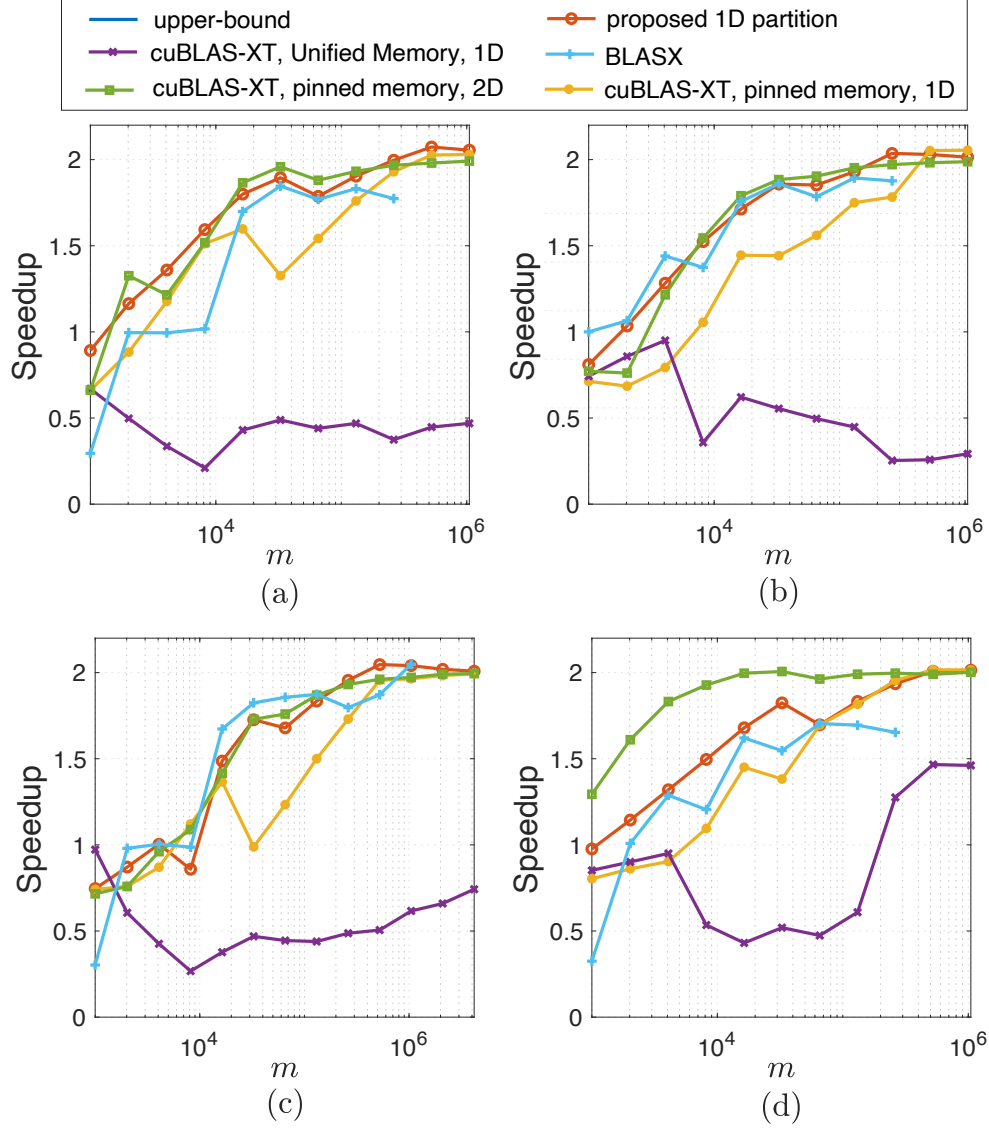 upper-bound
proposed 1D partition
cuBLAS-XT, Unified Memory, 1D
BLASX
cuBLAS-XT, pinned memory, 2D
cuBLAS-XT, pinned memory, 1D
Speedup
2
1.5
1
0.5
0
10^4
10^6
m
(a)
Speedup
2
1.5
1
0.5
0
10^4
10^6
m
(b)
Speedup
2
1.5
1
0.5
0
10^4
10^6
m
(c)
Speedup
2
1.5
1
0.5
0
10^4
10^6
m
(d)